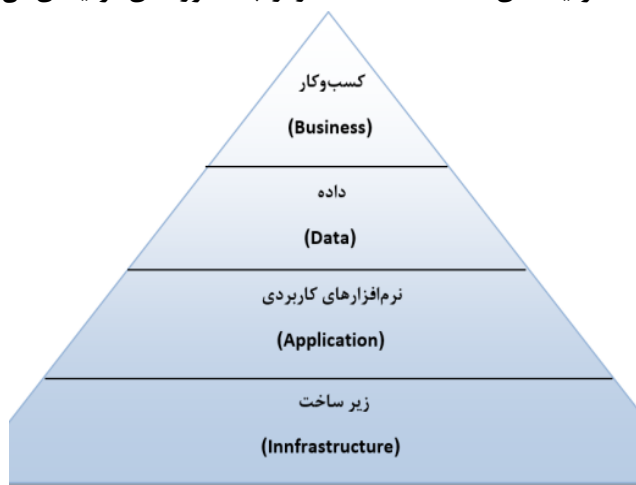 کسب‌وکار
(Business)
داده
(Data)
نرم‌افزارهای کاربردی
(Application)
زیر ساخت
(Innfrastructure)